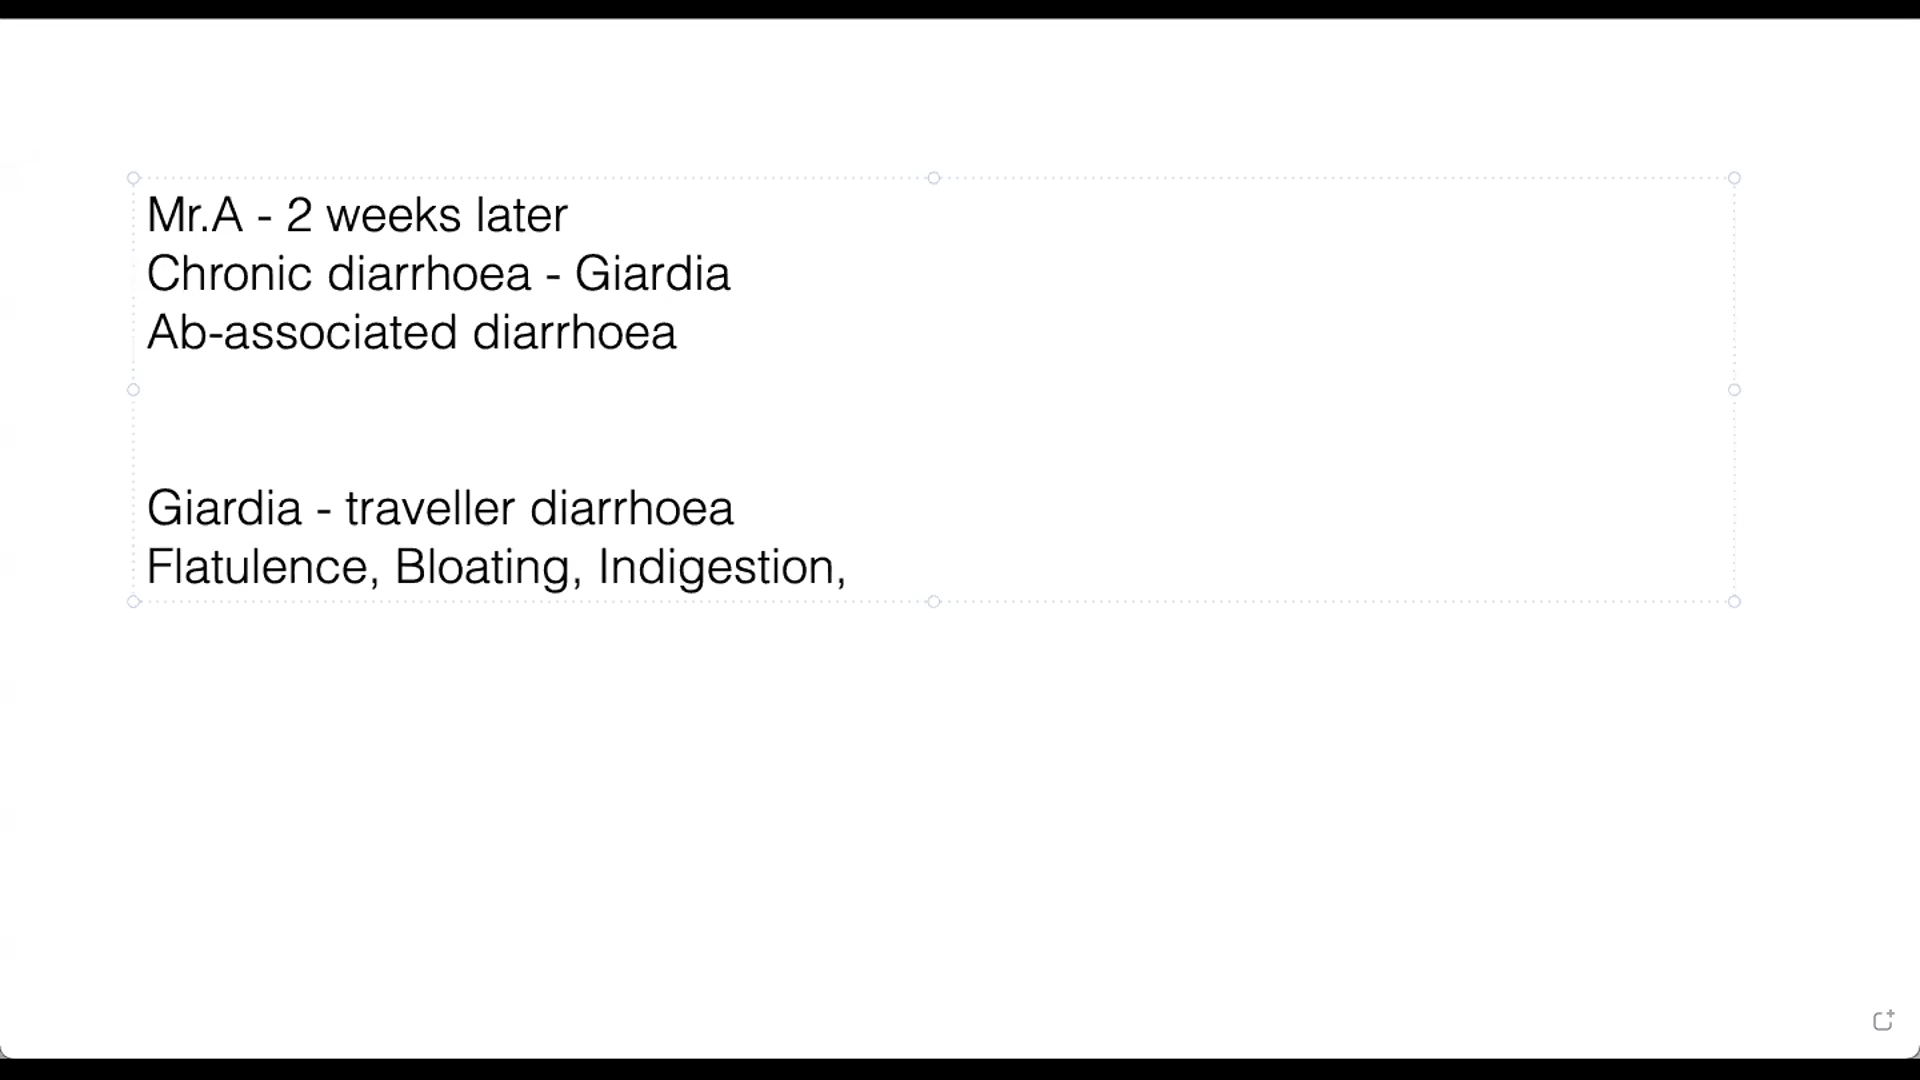 Mr.A - 2 weeks later
Chronic diarrhoea - Giardia
Ab-associated diarrhoea
Giardia - traveller diarrhoea
Flatulence, Bloating, Indigestion,